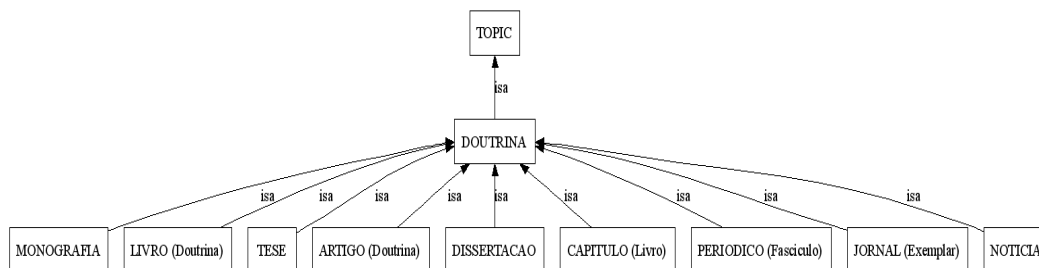 TOPIC
isa
DOUTRINA
isa isa isa isa isa isa isa isa isa
MONOGRAFIA LIVRO (Doutrina) TESE ARTIGO (Doutrina) DISSERTACAO CAPITULO (Livro) PERIODICO (Fasciculo) JORNAL (Exemplar) NOTICIA